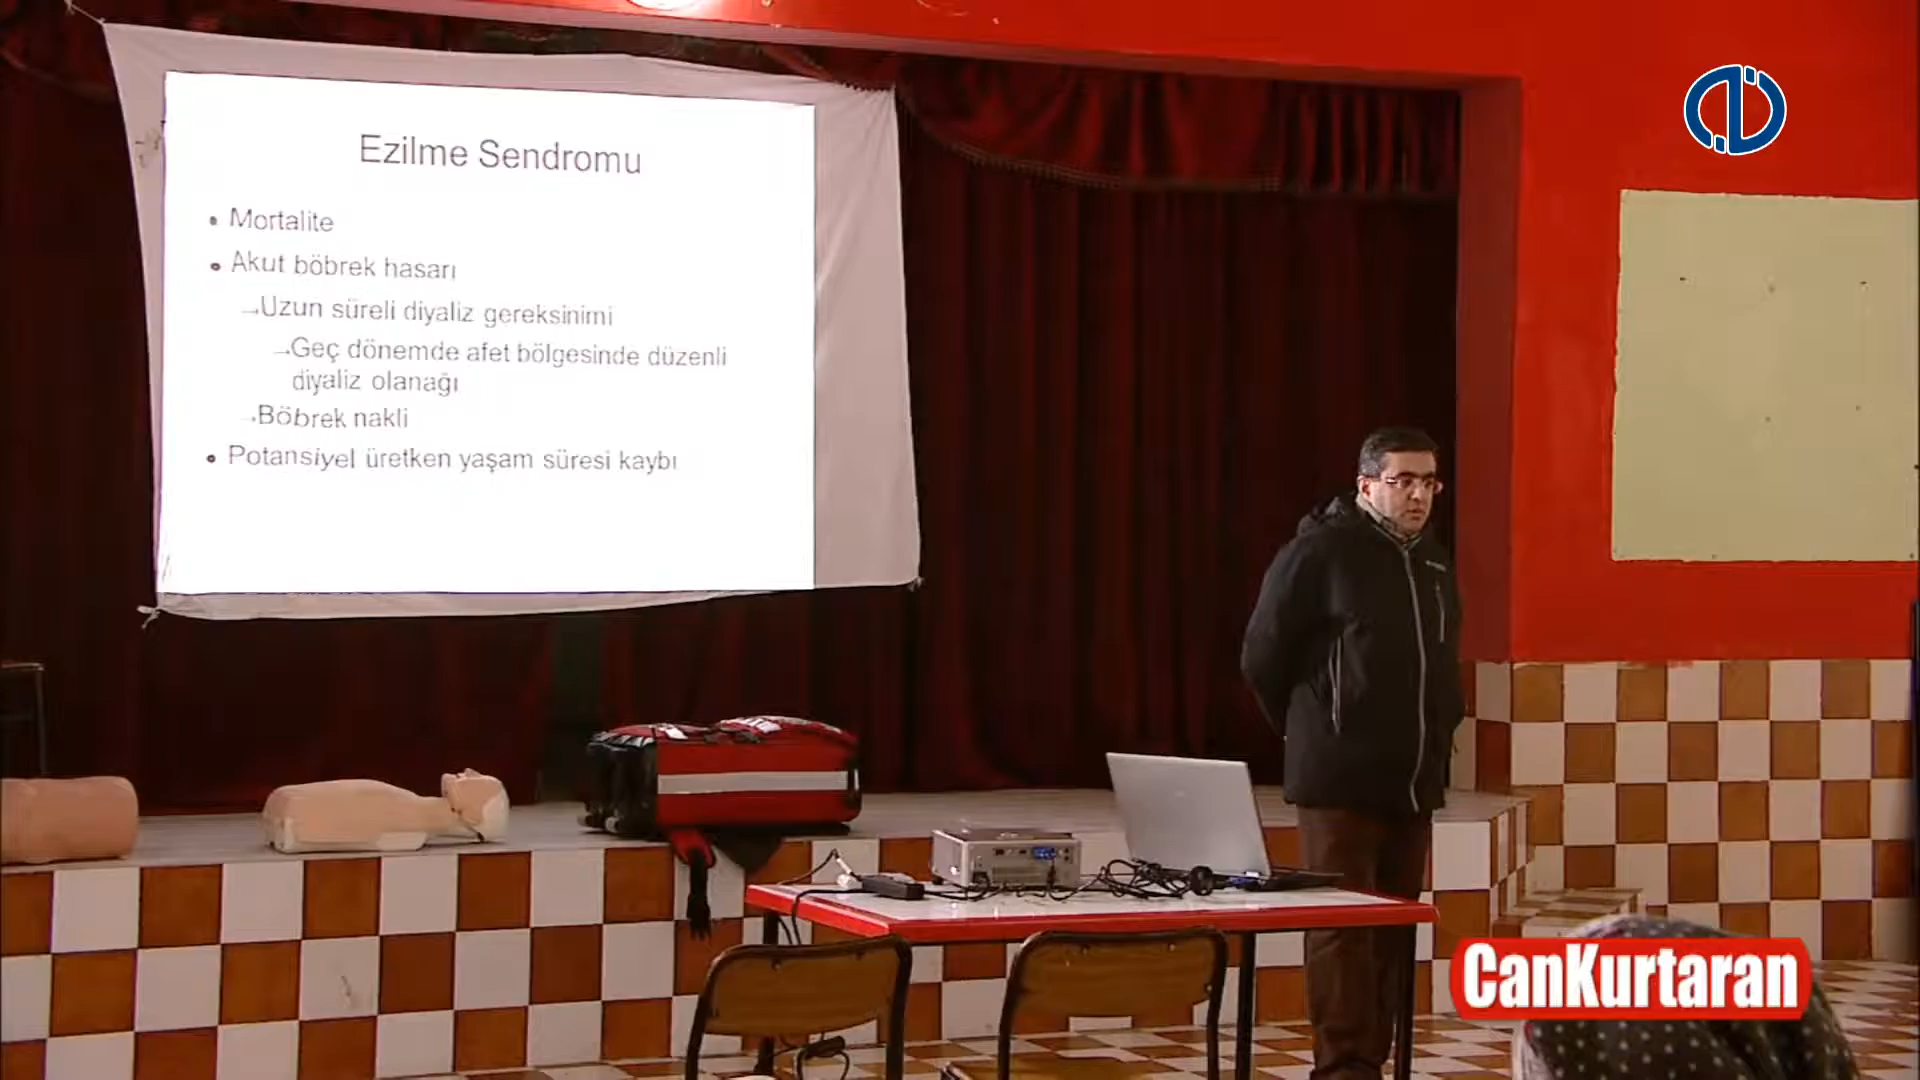 Ezilme Sendromu
• Mortalite
• Akut böbrek hasarı
→Uzun süreli diyaliz gereksinimi
→Geç dönemde afet bölgesinde düzenli
diyaliz olanağı
→Böbrek nakli
• Potansiyel üretken yaşam süresi kaybı
CanKurtaran